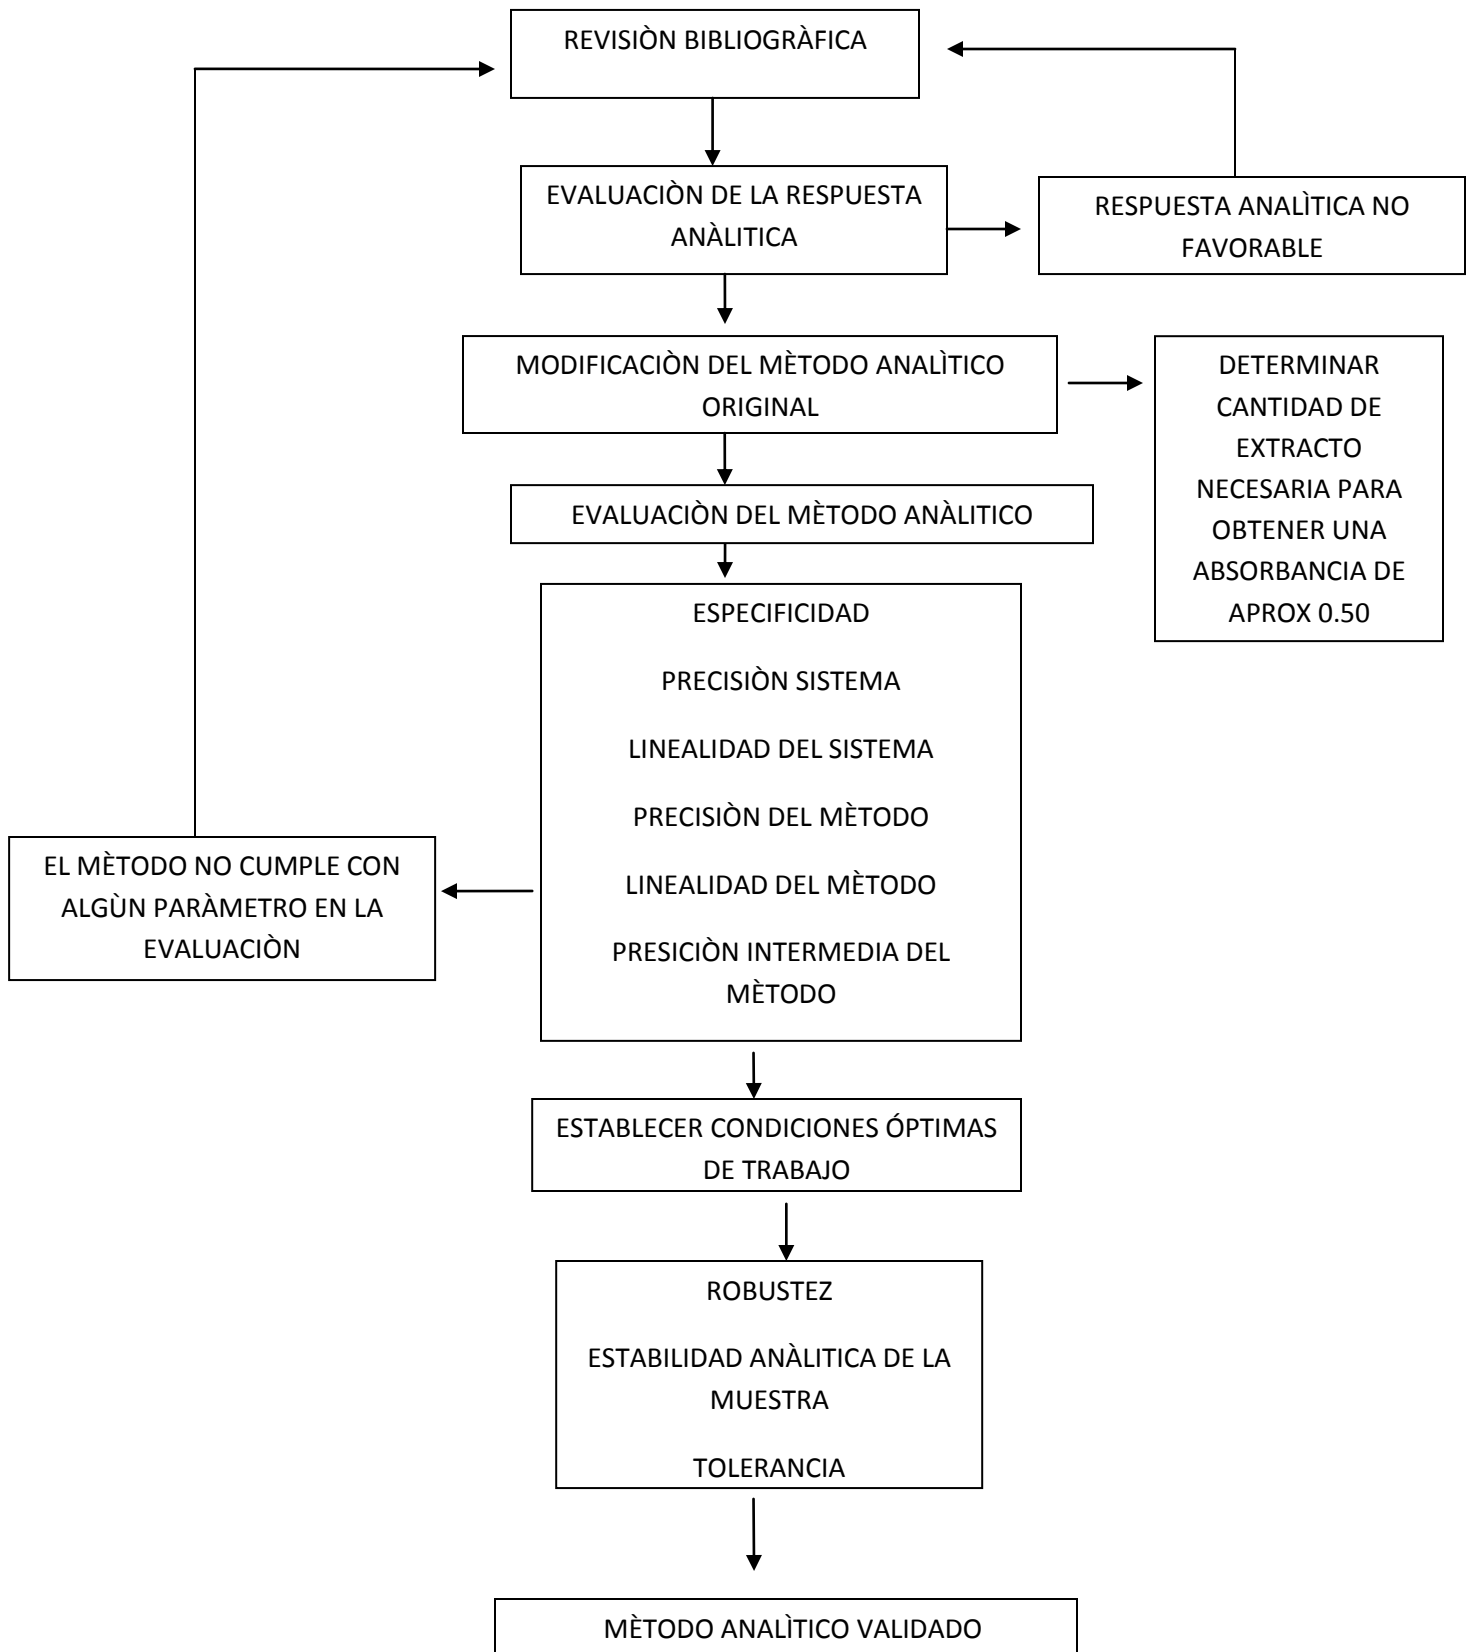 REVISIÒN BIBLIOGRÀFICA
EVALUACIÒN DE LA RESPUESTA
ANÀLITICA
RESPUESTA ANALÌTICA NO
FAVORABLE
MODIFICACIÒN DEL MÈTODO ANALÌTICO
ORIGINAL
DETERMINAR
CANTIDAD DE
EXTRACTO
NECESARIA PARA
OBTENER UNA
ABSORBANCIA DE
APROX 0.50
EVALUACIÒN DEL MÈTODO ANÀLITICO
ESPECIFICIDAD
PRECISIÒN SISTEMA
LINEALIDAD DEL SISTEMA
PRECISIÒN DEL MÈTODO
LINEALIDAD DEL MÈTODO
PRESICIÒN INTERMEDIA DEL
MÈTODO
EL MÈTODO NO CUMPLE CON
ALGÙN PARÀMETRO EN LA
EVALUACIÒN
ESTABLECER CONDICIONES ÓPTIMAS
DE TRABAJO
ROBUSTEZ
ESTABILIDAD ANÀLITICA DE LA
MUESTRA
TOLERANCIA
MÈTODO ANALÌTICO VALIDADO